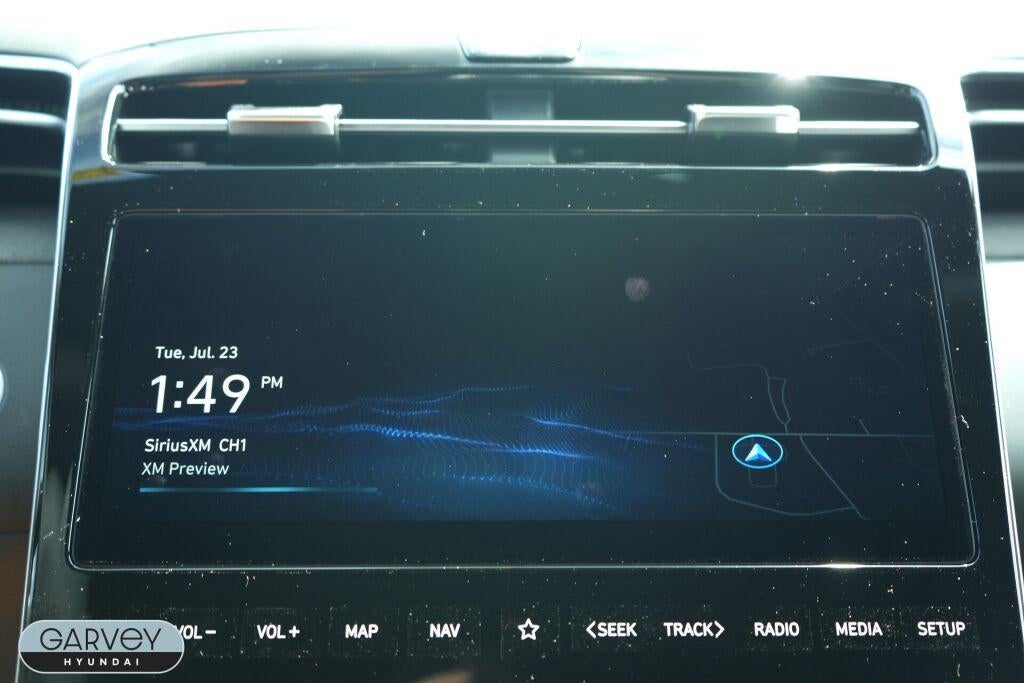 Tue, Jul. 23
1:49 PM
SiriusXM CH1
XM Preview
VOL- VOL+ MAP NAV <SEEK TRACK> RADIO MEDIA SETUP
GARVEY
HYUNDAI